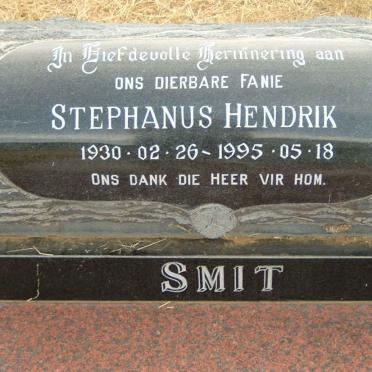 In Liefdevolle Herinnering aan
ONS DIERBARE FANIE
STEPHANUS HENDRIK
1930·02·26-1995·05·18
ONS DANK DIE HEER VIR HOM.
SMIT